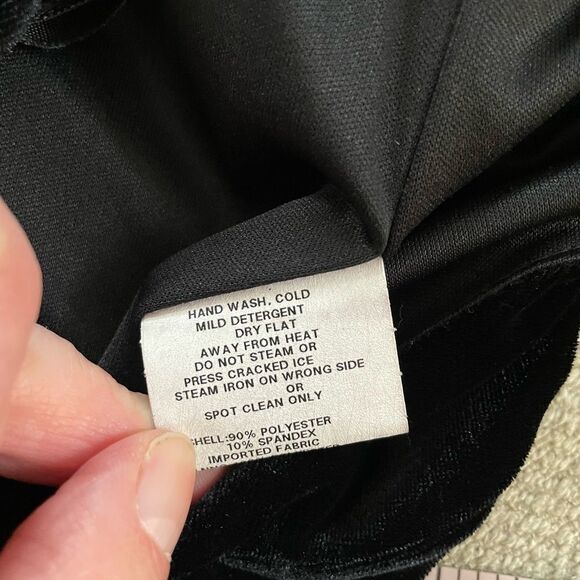 HAND WASH, COLD
MILD DETERGENT
DRY FLAT
AWAY FROM HEAT
DO NOT STEAM OR
PRESS CRACKED ICE
STEAM IRON ON WRONG SIDE
OR
SPOT CLEAN ONLY
SHELL:90% POLYESTER
10% SPANDEX
IMPORTED FABRIC